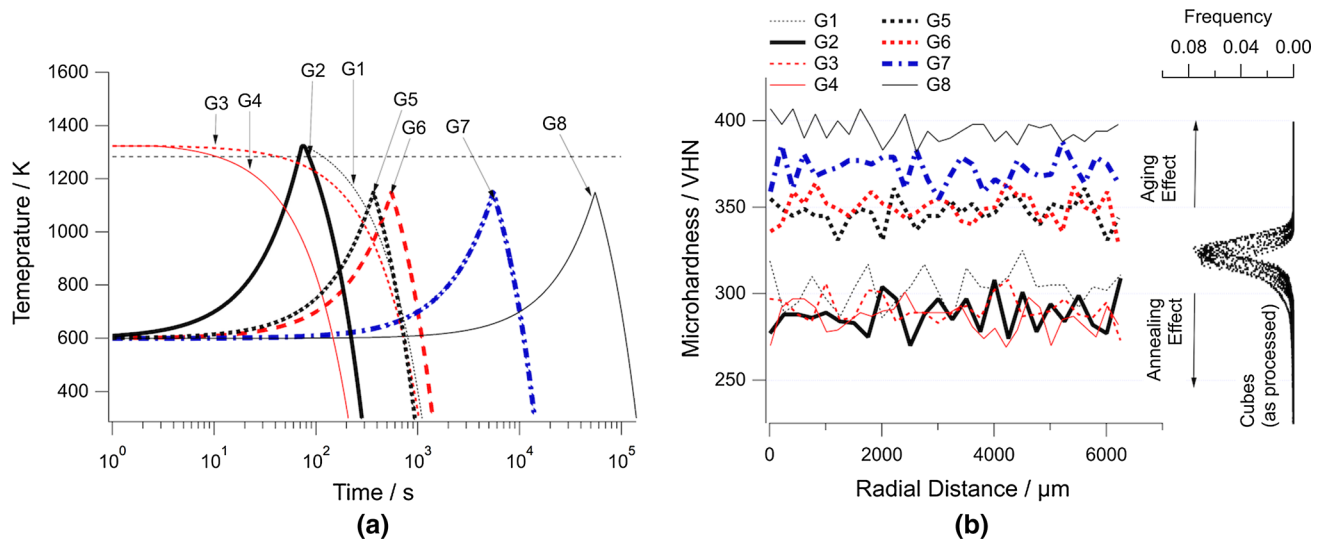 1600
1400
1200
1000
800
600
400
Temeprature / K
G3
G4
G2
G1
G5
G6
G7
G8
10^0
10^1
10^2
10^3
10^4
10^5
Time / s
(a)
G1
G2
G3
G4
G5
G6
G7
G8
Frequency
0.08
0.04
0.00
400
350
300
250
Microhardness / VHN
Aging
Effect
Annealing
Effect
Cubes
(as processed)
0
2000
4000
6000
Radial Distance / µm
(b)